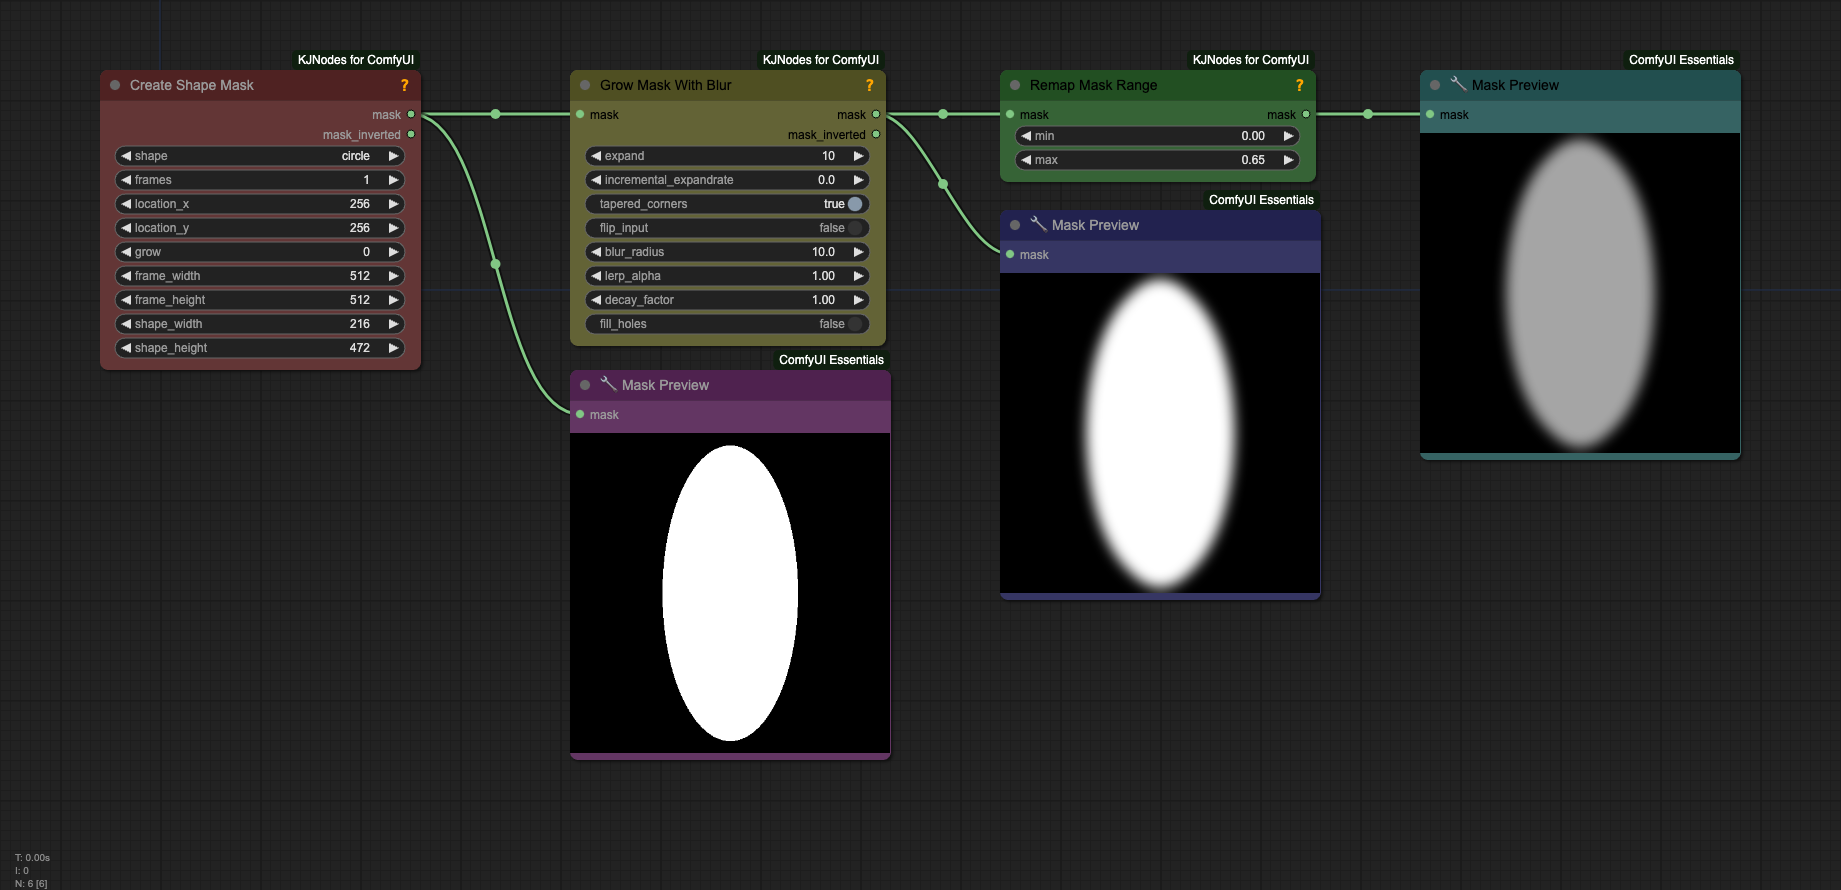 KJNodes for ComfyUI
Create Shape Mask ?
mask
mask_inverted
shape circle
frames 1
location_x 256
location_y 256
grow 0
frame_width 512
frame_height 512
shape_width 216
shape_height 472
KJNodes for ComfyUI
Grow Mask With Blur ?
mask mask
mask_inverted
expand 10
incremental_expandrate 0.0
tapered_corners true
flip_input false
blur_radius 10.0
lerp_alpha 1.00
decay_factor 1.00
fill_holes false
ComfyUI Essentials
Mask Preview
mask
KJNodes for ComfyUI
Remap Mask Range ?
mask mask
min 0.00
max 0.65
ComfyUI Essentials
Mask Preview
mask
ComfyUI Essentials
Mask Preview
mask
T: 0.00s
I: 0
N: 6 [6]